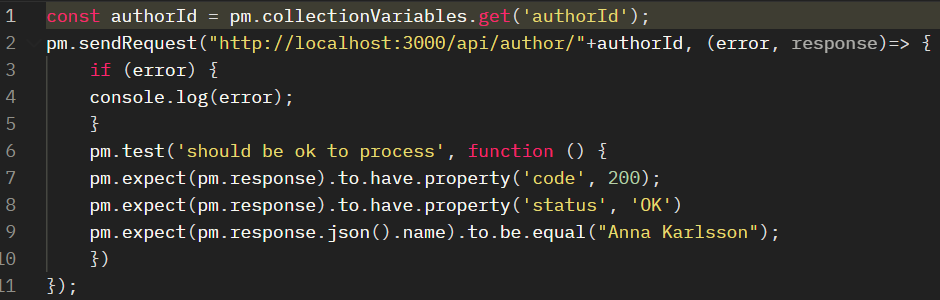 1 const authorId = pm.collectionVariables.get('authorId');
2 pm.sendRequest("http://localhost:3000/api/author/"+authorId, (error, response)=> {
3 if (error) {
4 console.log(error);
5 }
6 pm.test('should be ok to process', function () {
7 pm.expect(pm.response).to.have.property('code', 200);
8 pm.expect(pm.response).to.have.property('status', 'OK')
9 pm.expect(pm.response.json().name).to.be.equal("Anna Karlsson");
10 })
11 });